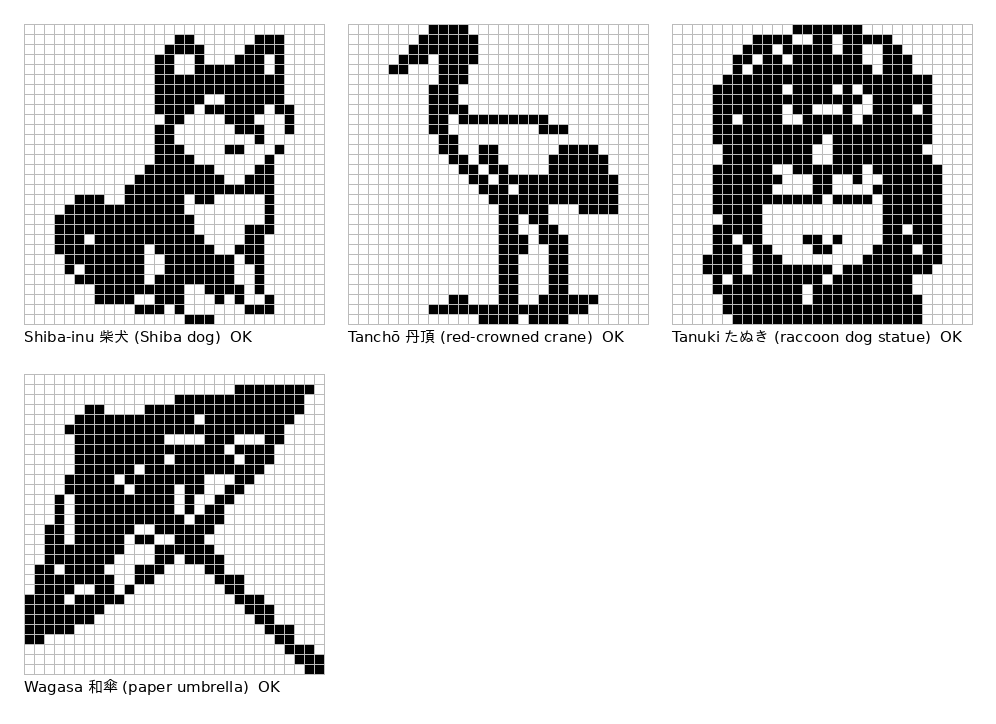 Shiba-inu 柴犬 (Shiba dog)  OK
Tanchō 丹頂 (red-crowned crane)  OK
Tanuki たぬき (raccoon dog statue)  OK
Wagasa 和傘 (paper umbrella)  OK